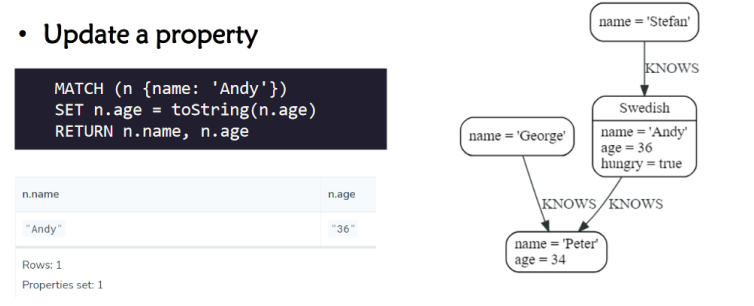 • Update a property
MATCH (n {name: 'Andy'})
SET n.age = toString(n.age)
RETURN n.name, n.age
n.name n.age
"Andy" "36"
Rows: 1
Properties set: 1
name = 'Stefan'
KNOWS
Swedish
name = 'Andy'
age = 36
hungry = true
name = 'George'
KNOWS KNOWS
name = 'Peter'
age = 34